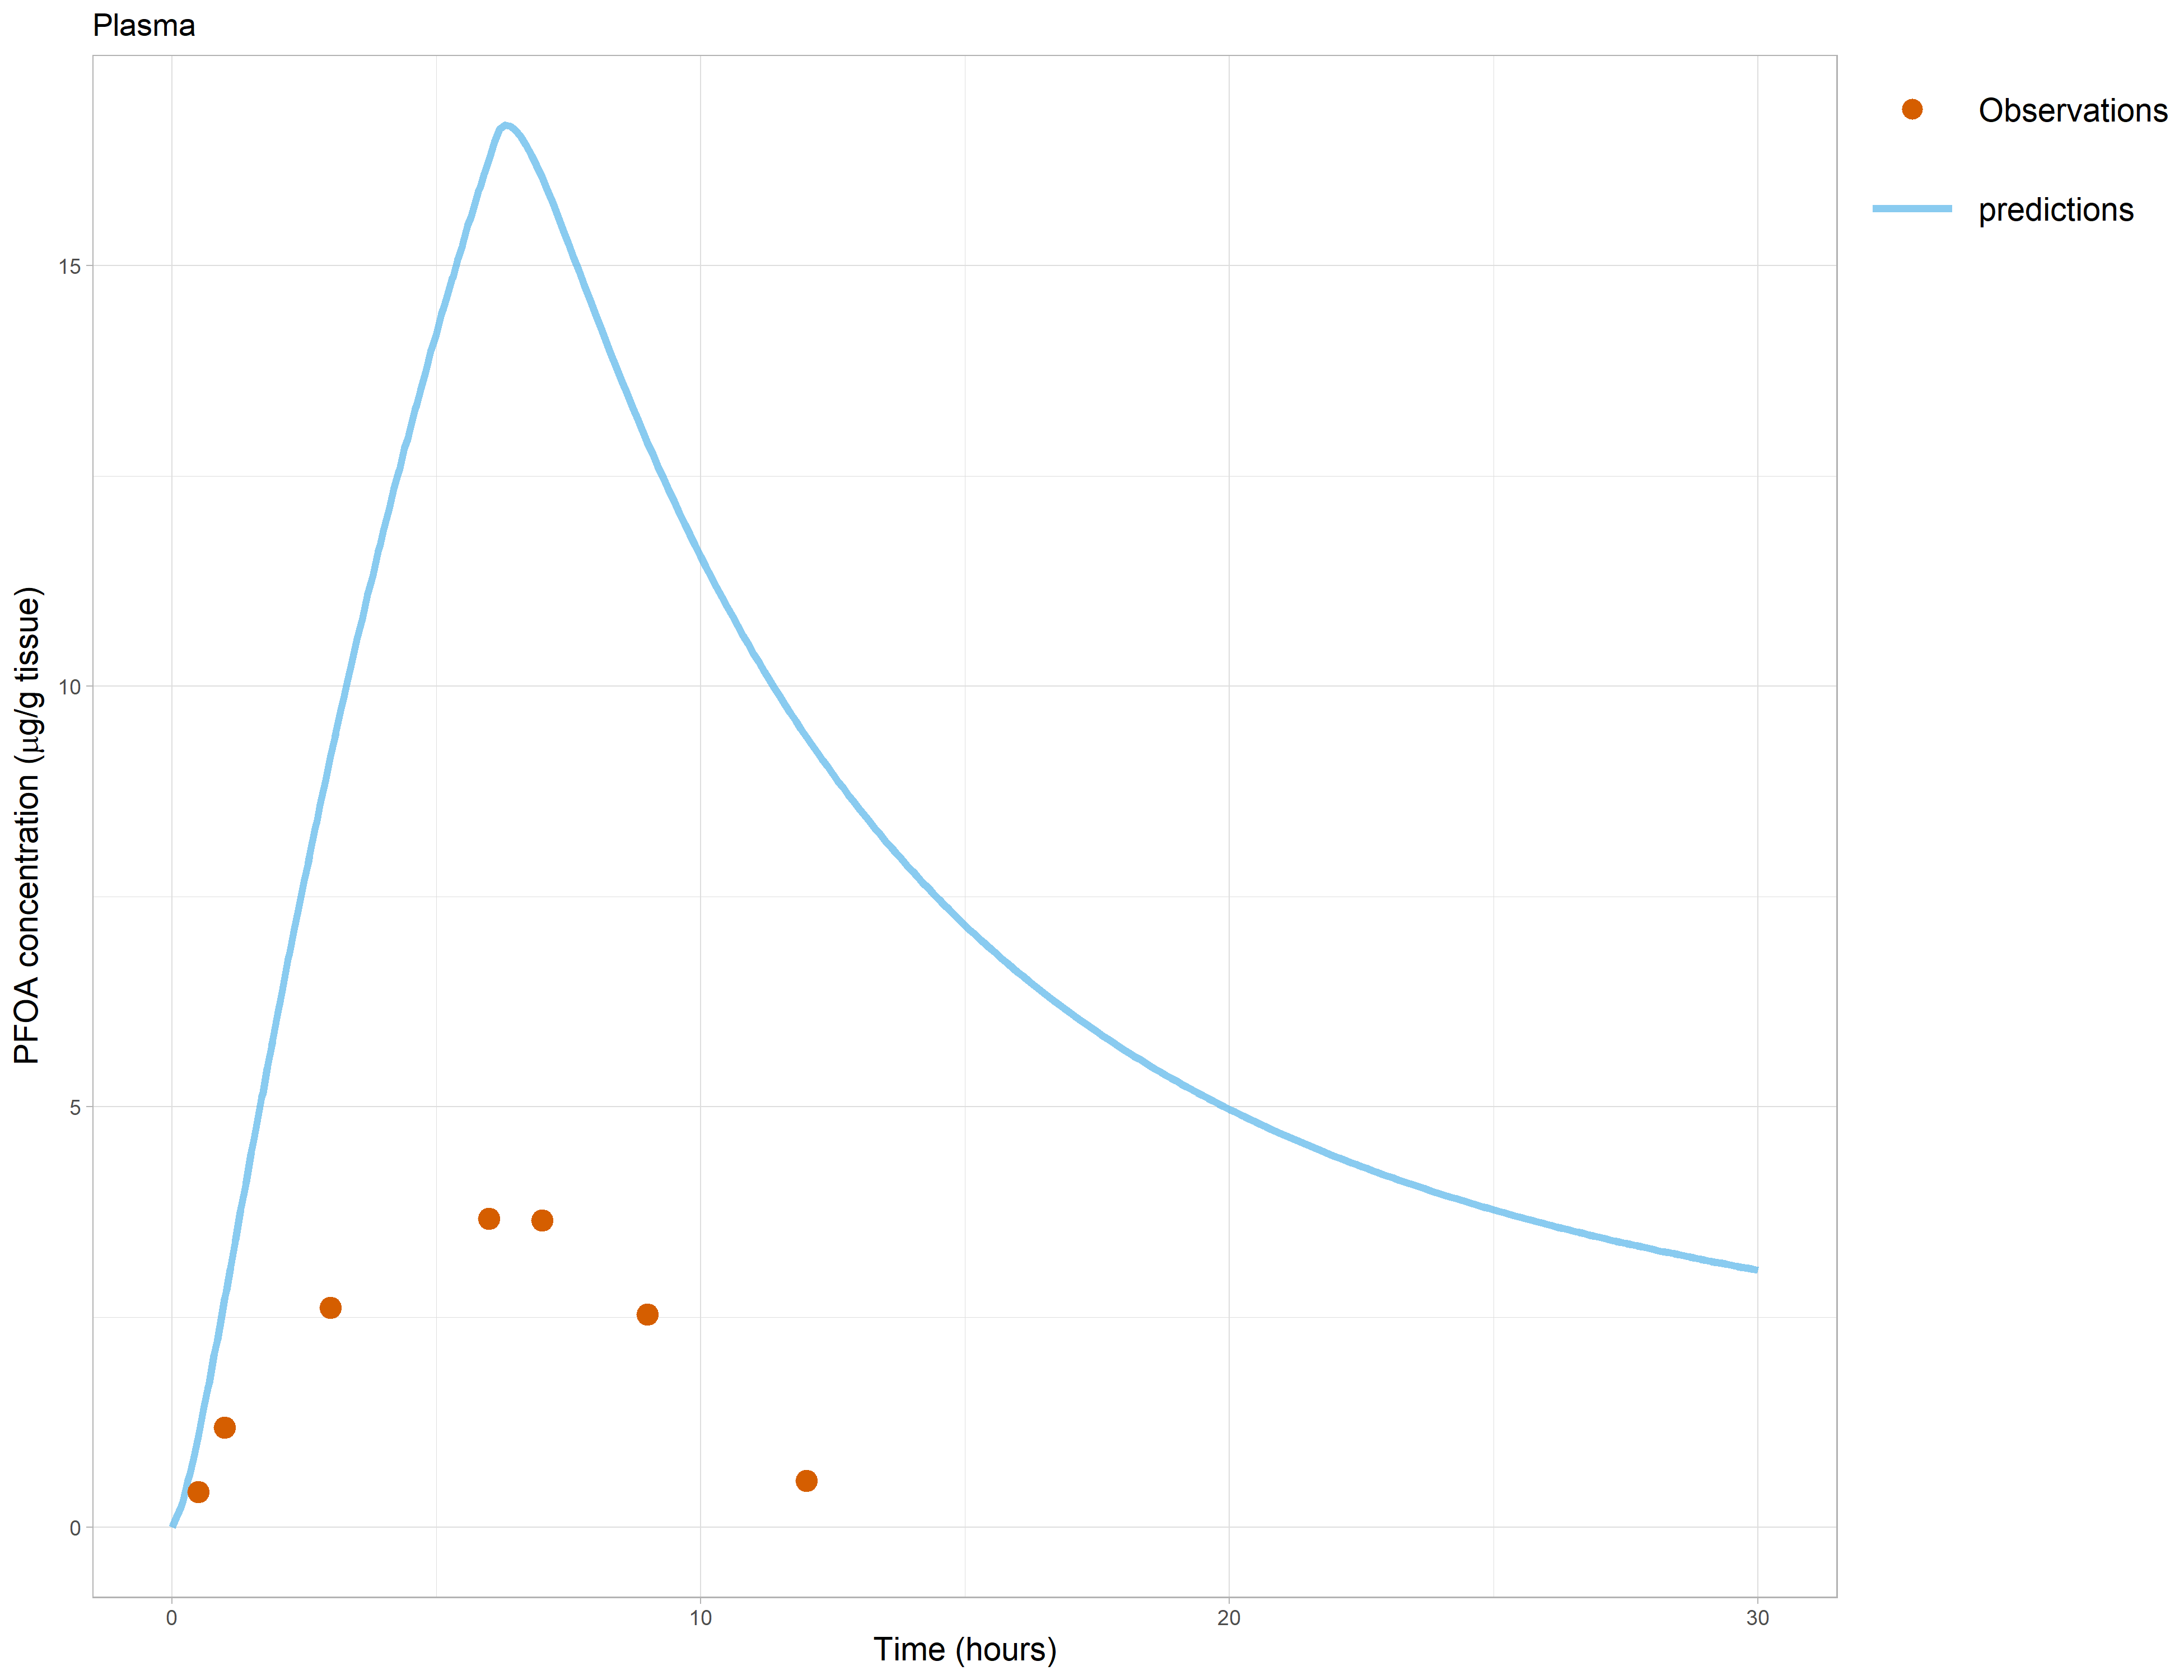 Plasma
Observations
predictions
PFOA concentration (μg/g tissue)
15
10
5
0
0
10
20
30
Time (hours)